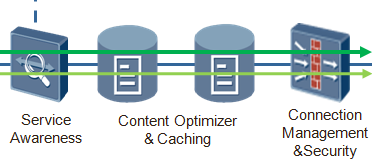 Service
Awareness
Content Optimizer
& Caching
Connection
Management
&Security